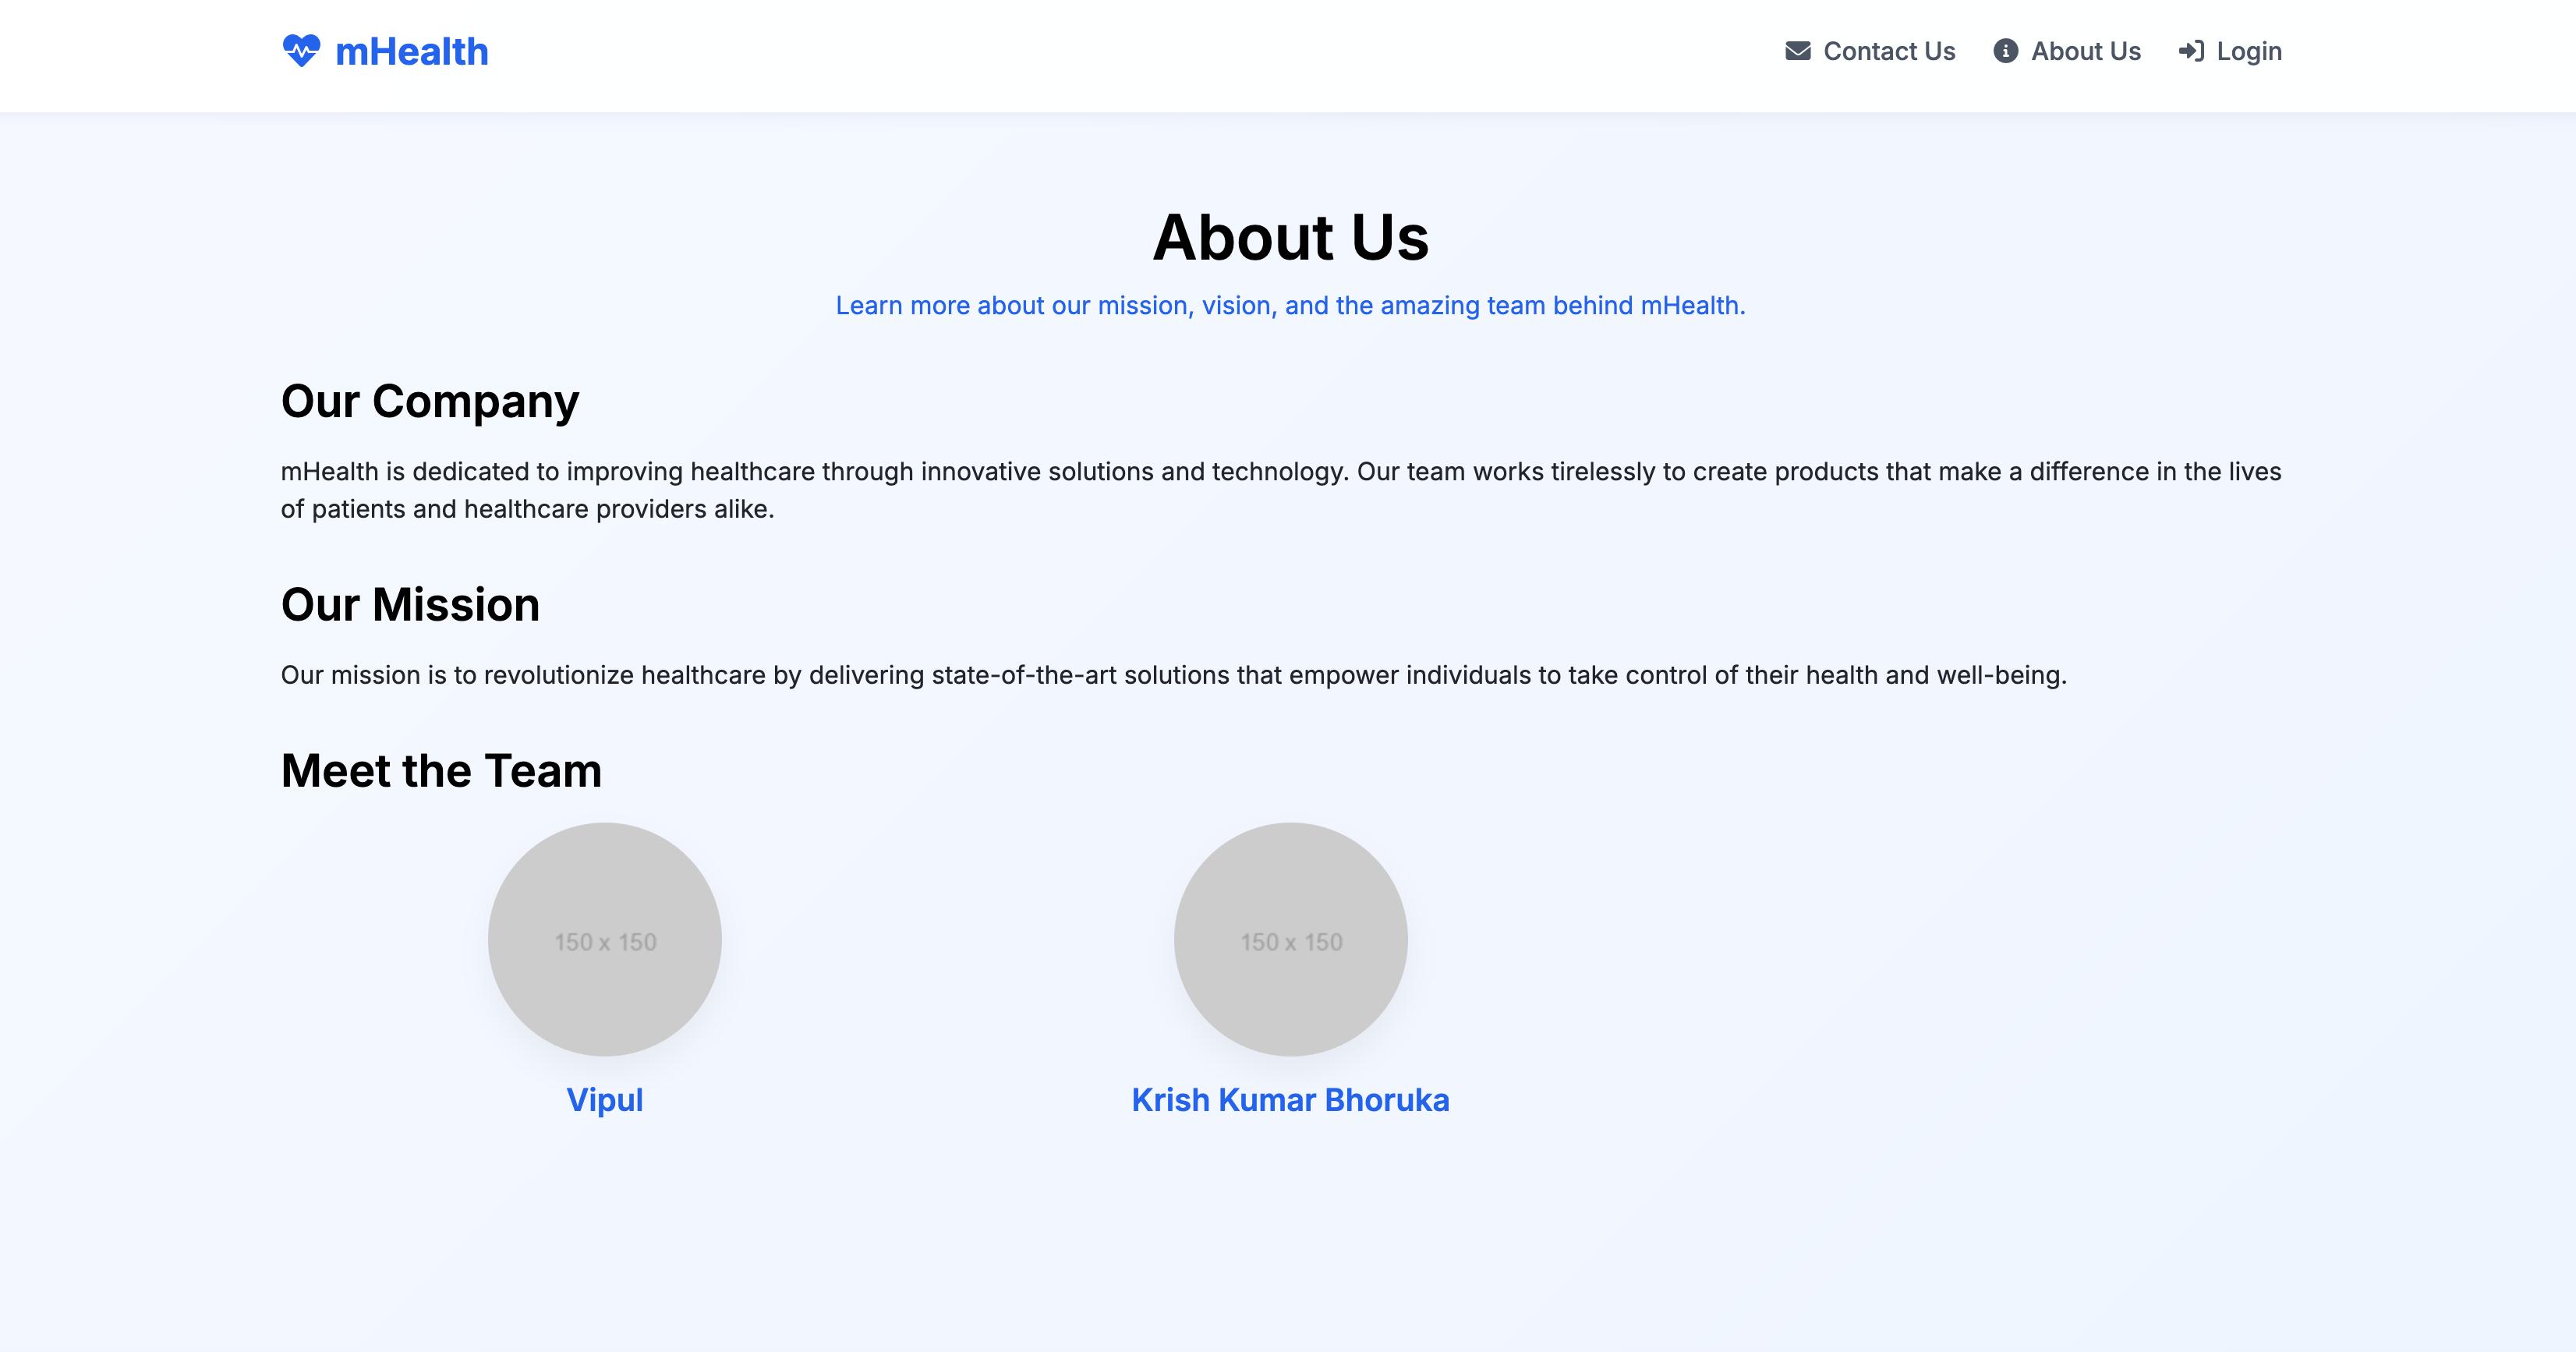 mHealth
Contact Us
About Us
Login
About Us
Learn more about our mission, vision, and the amazing team behind mHealth.
Our Company
mHealth is dedicated to improving healthcare through innovative solutions and technology. Our team works tirelessly to create products that make a difference in the lives
of patients and healthcare providers alike.
Our Mission
Our mission is to revolutionize healthcare by delivering state-of-the-art solutions that empower individuals to take control of their health and well-being.
Meet the Team
150 x 150
150 x 150
Vipul
Krish Kumar Bhoruka